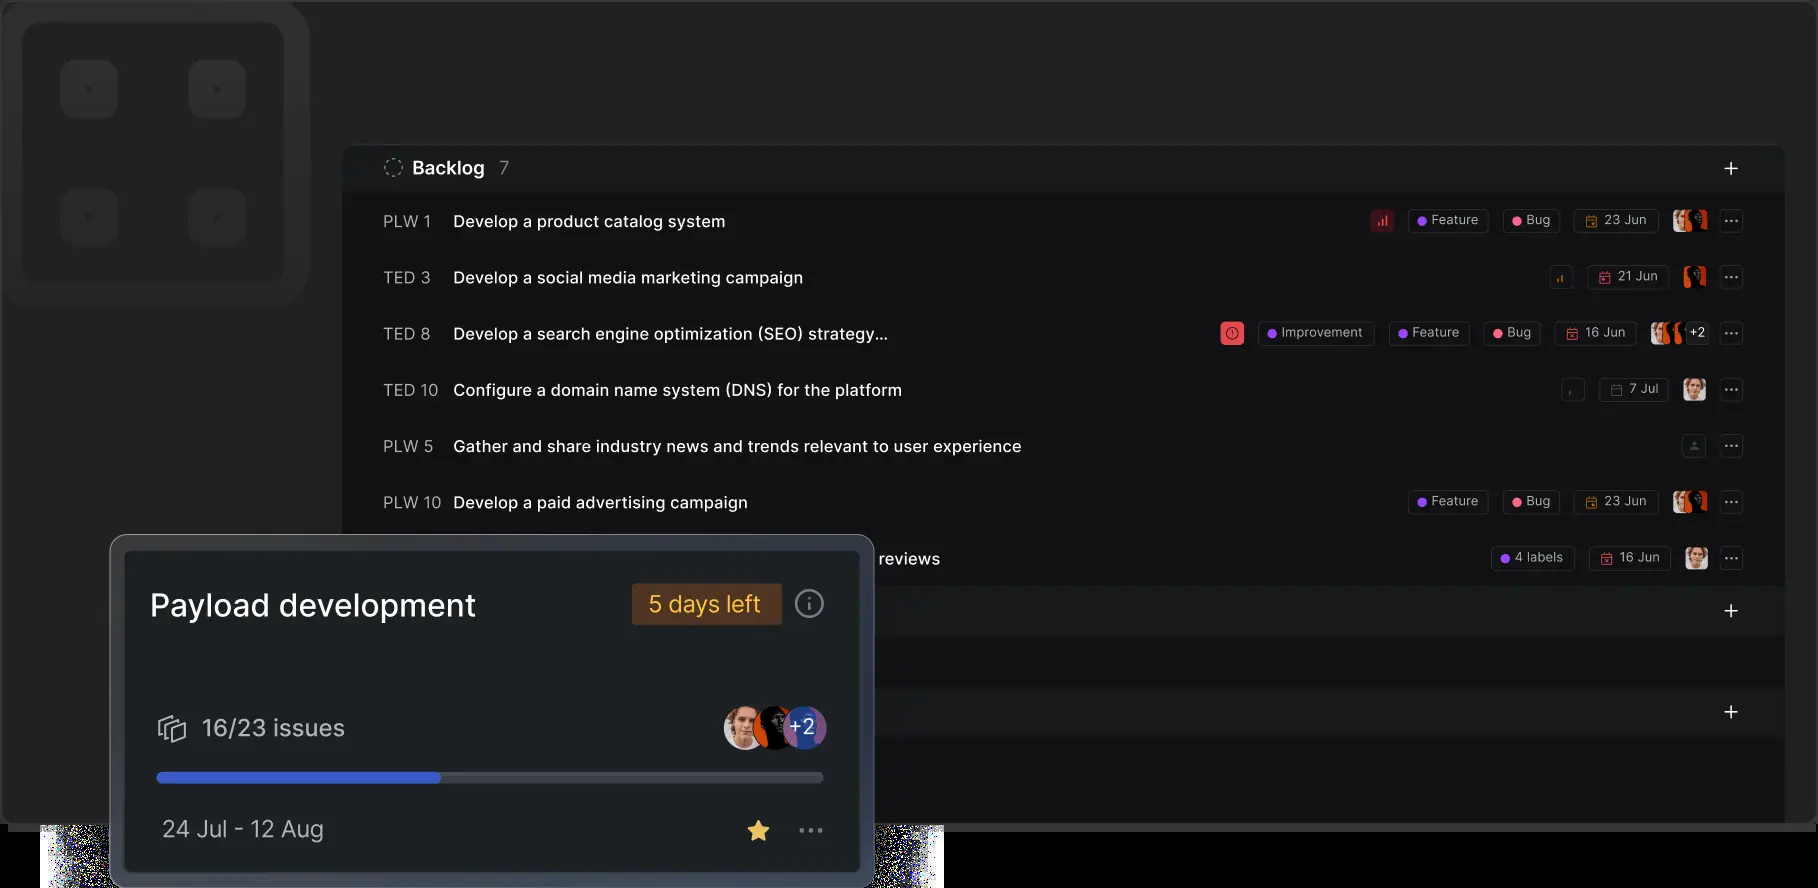 Backlog 7
PLW 1 Develop a product catalog system Feature Bug 23 Jun
TED 3 Develop a social media marketing campaign 21 Jun
TED 8 Develop a search engine optimization (SEO) strategy... Improvement Feature Bug 16 Jun +2
TED 10 Configure a domain name system (DNS) for the platform 7 Jul
PLW 5 Gather and share industry news and trends relevant to user experience
PLW 10 Develop a paid advertising campaign Feature Bug 23 Jun
reviews 4 labels 16 Jun
Payload development 5 days left
16/23 issues +2
24 Jul - 12 Aug